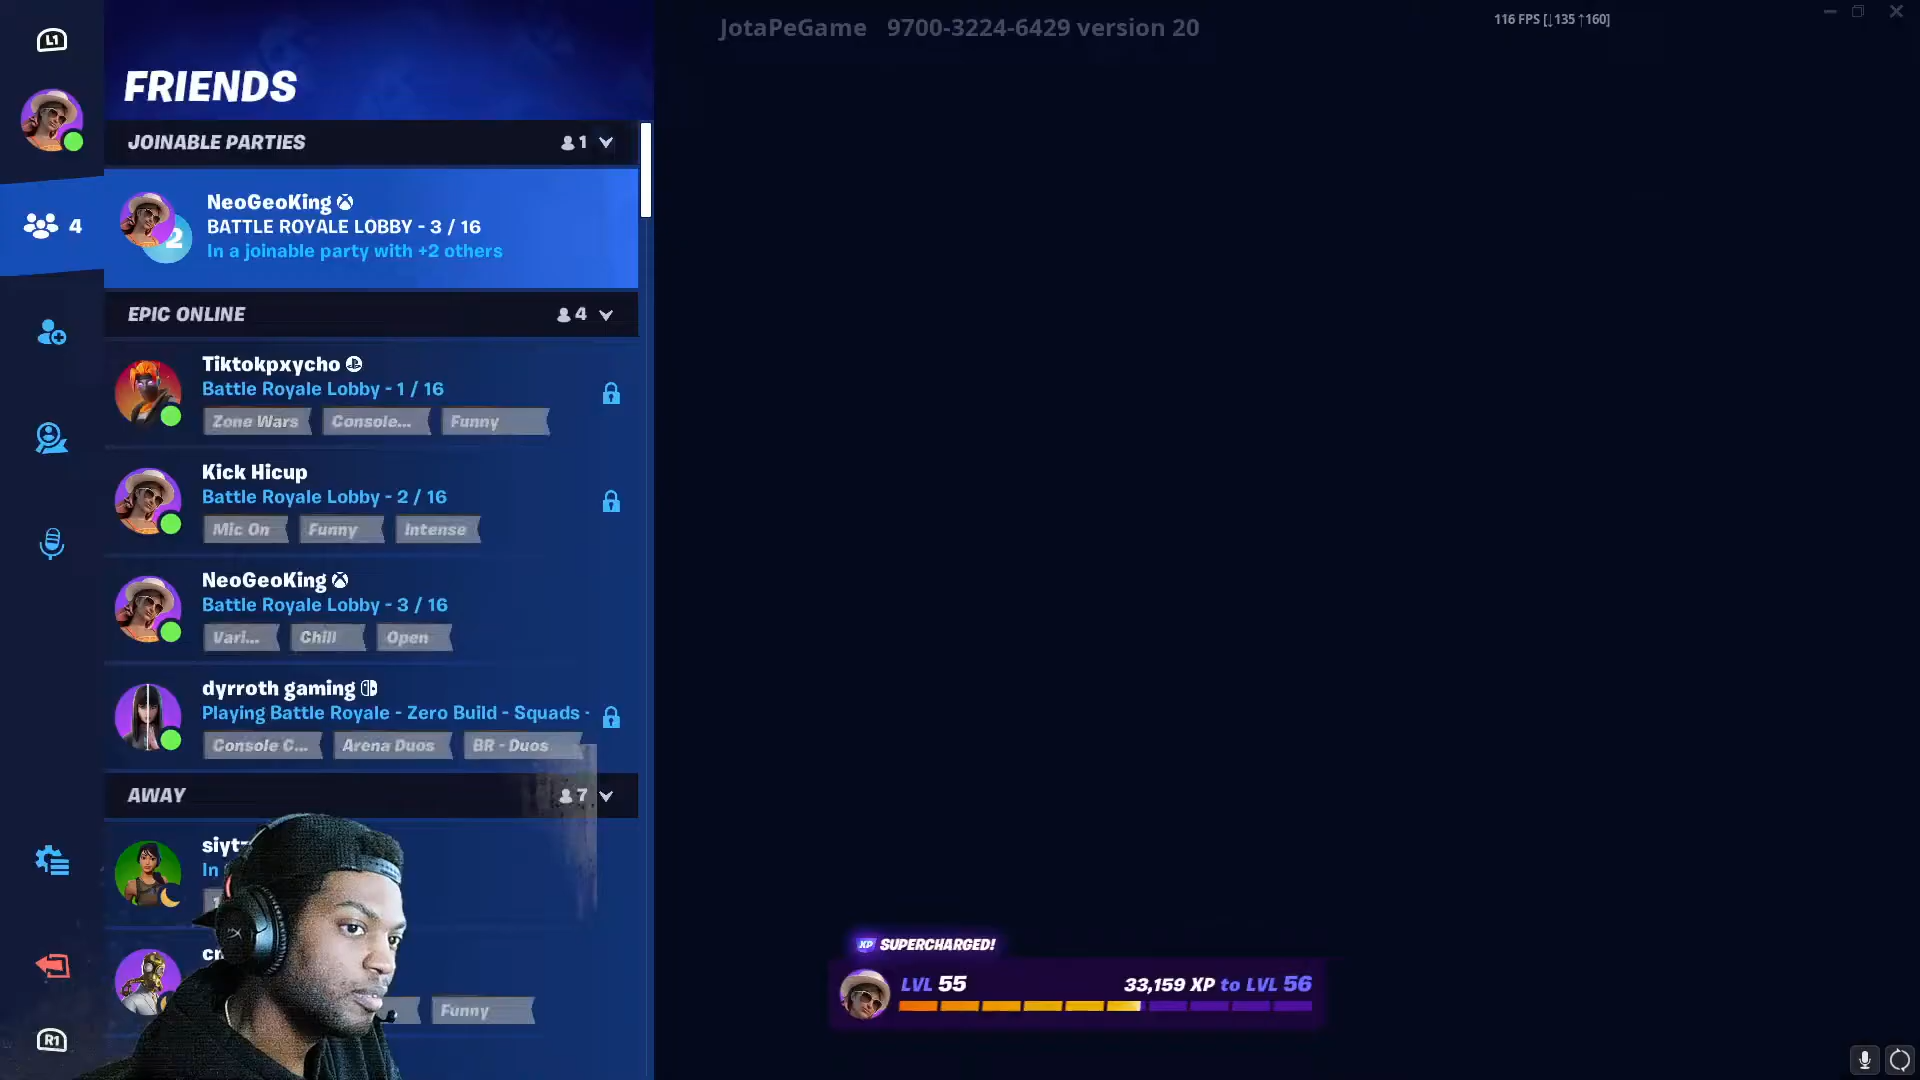 L1
JotaPeGame 9700-3224-6429 version 20
116 FPS [↓135 ↑160]
FRIENDS
JOINABLE PARTIES
1
NeoGeoKing
BATTLE ROYALE LOBBY - 3 / 16
In a joinable party with +2 others
2
4
EPIC ONLINE
4
Tiktokpxycho
Battle Royale Lobby - 1 / 16
Zone Wars Console... Funny
Kick Hicup
Battle Royale Lobby - 2 / 16
Mic On Funny Intense
NeoGeoKing
Battle Royale Lobby - 3 / 16
Vari... Chill Open
dyrroth gaming
Playing Battle Royale - Zero Build - Squads -
Console C... Arena Duos BR - Duos
AWAY
7
In
Funny
R1
XP SUPERCHARGED!
LVL 55
33,159 XP to LVL 56